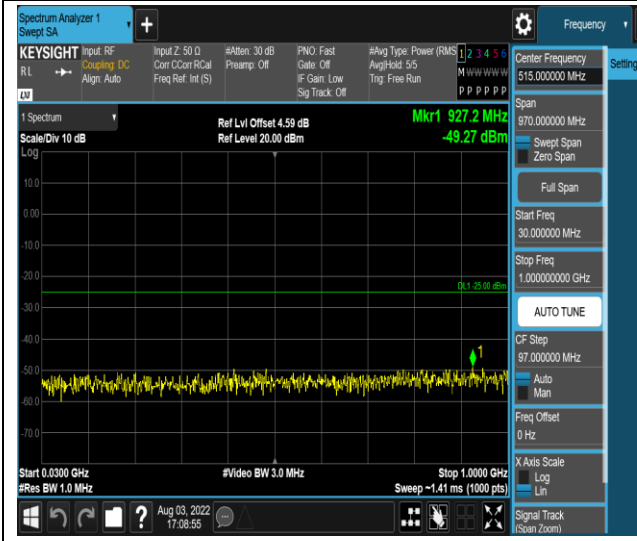 Spectrum Analyzer 1
Swept SA
+
Frequency
KEYSIGHT
RL
LXI
Input: RF
Coupling: DC
Align: Auto
Input Z: 50 Ω
Corr CCorr RCal
Freq Ref: Int (S)
#Atten: 30 dB
Preamp: Off
PNO: Fast
Gate: Off
IF Gain: Low
Sig Track: Off
#Avg Type: Power (RMS
Avg|Hold: 5/5
Trig: Free Run
1 2 3 4 5 6
M W W W W W
P P P P P P
1 Spectrum
Scale/Div 10 dB
Log
Ref Lvl Offset 4.59 dB
Ref Level 20.00 dBm
Mkr1 927.2 MHz
-49.27 dBm
10.0
0.00
-10.0
-20.0
-30.0
-40.0
-50.0
-60.0
-70.0
DL1 -25.00 dBm
1
Start 0.0300 GHz
#Res BW 1.0 MHz
#Video BW 3.0 MHz
Stop 1.0000 GHz
Sweep ~1.41 ms (1000 pts)
?
Aug 03, 2022
17:08:55
Center Frequency
515.000000 MHz
Span
970.000000 MHz
Swept Span
Zero Span
Full Span
Start Freq
30.000000 MHz
Stop Freq
1.000000000 GHz
AUTO TUNE
CF Step
97.000000 MHz
Auto
Man
Freq Offset
0 Hz
X Axis Scale
Log
Lin
Signal Track
(Span Zoom)
Setting